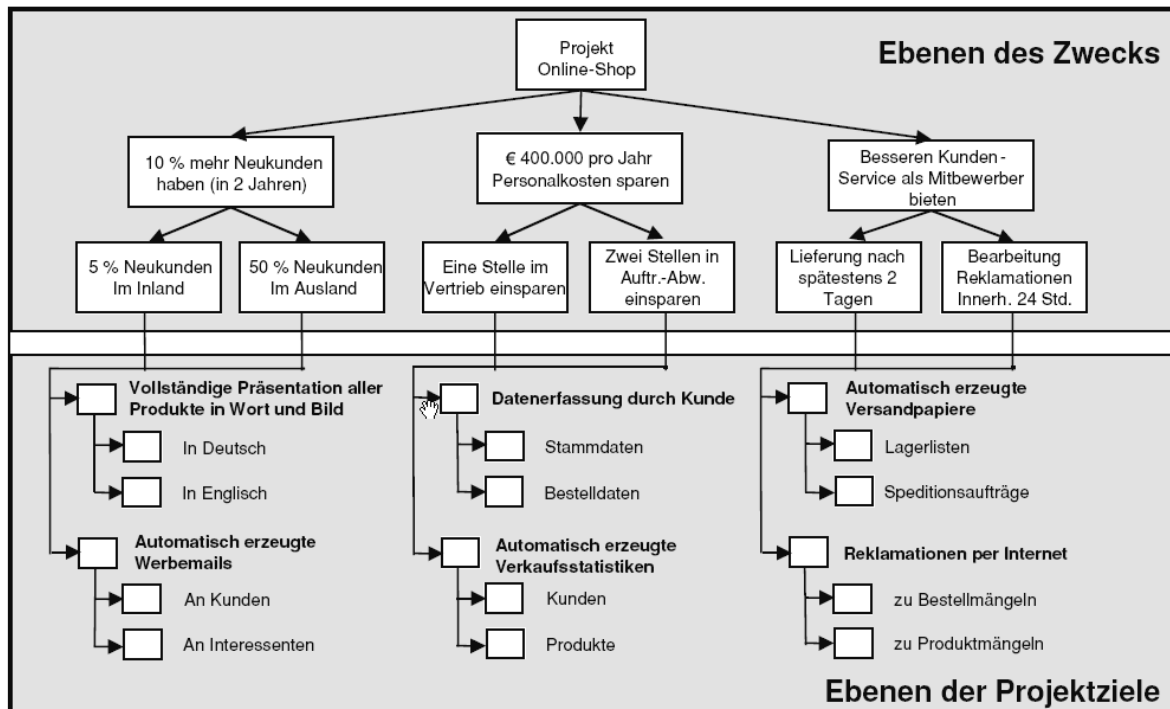 Projekt
Online-Shop
Ebenen des Zwecks
10 % mehr Neukunden
haben (in 2 Jahren)
€ 400.000 pro Jahr
Personalkosten sparen
Besseren Kunden-
Service als Mitbewerber
bieten
5 % Neukunden
Im Inland
50 % Neukunden
Im Ausland
Eine Stelle im
Vertrieb einsparen
Zwei Stellen in
Auftr.-Abw.
einsparen
Lieferung nach
spätestens 2
Tagen
Bearbeitung
Reklamationen
Innerh. 24 Std.
Vollständige Präsentation aller
Produkte in Wort und Bild
In Deutsch
In Englisch
Automatisch erzeugte
Werbemails
An Kunden
An Interessenten
Datenerfassung durch Kunde
Stammdaten
Bestelldaten
Automatisch erzeugte
Verkaufsstatistiken
Kunden
Produkte
Automatisch erzeugte
Versandpapiere
Lagerlisten
Speditionsaufträge
Reklamationen per Internet
zu Bestellmängeln
zu Produktmängeln
Ebenen der Projektziele